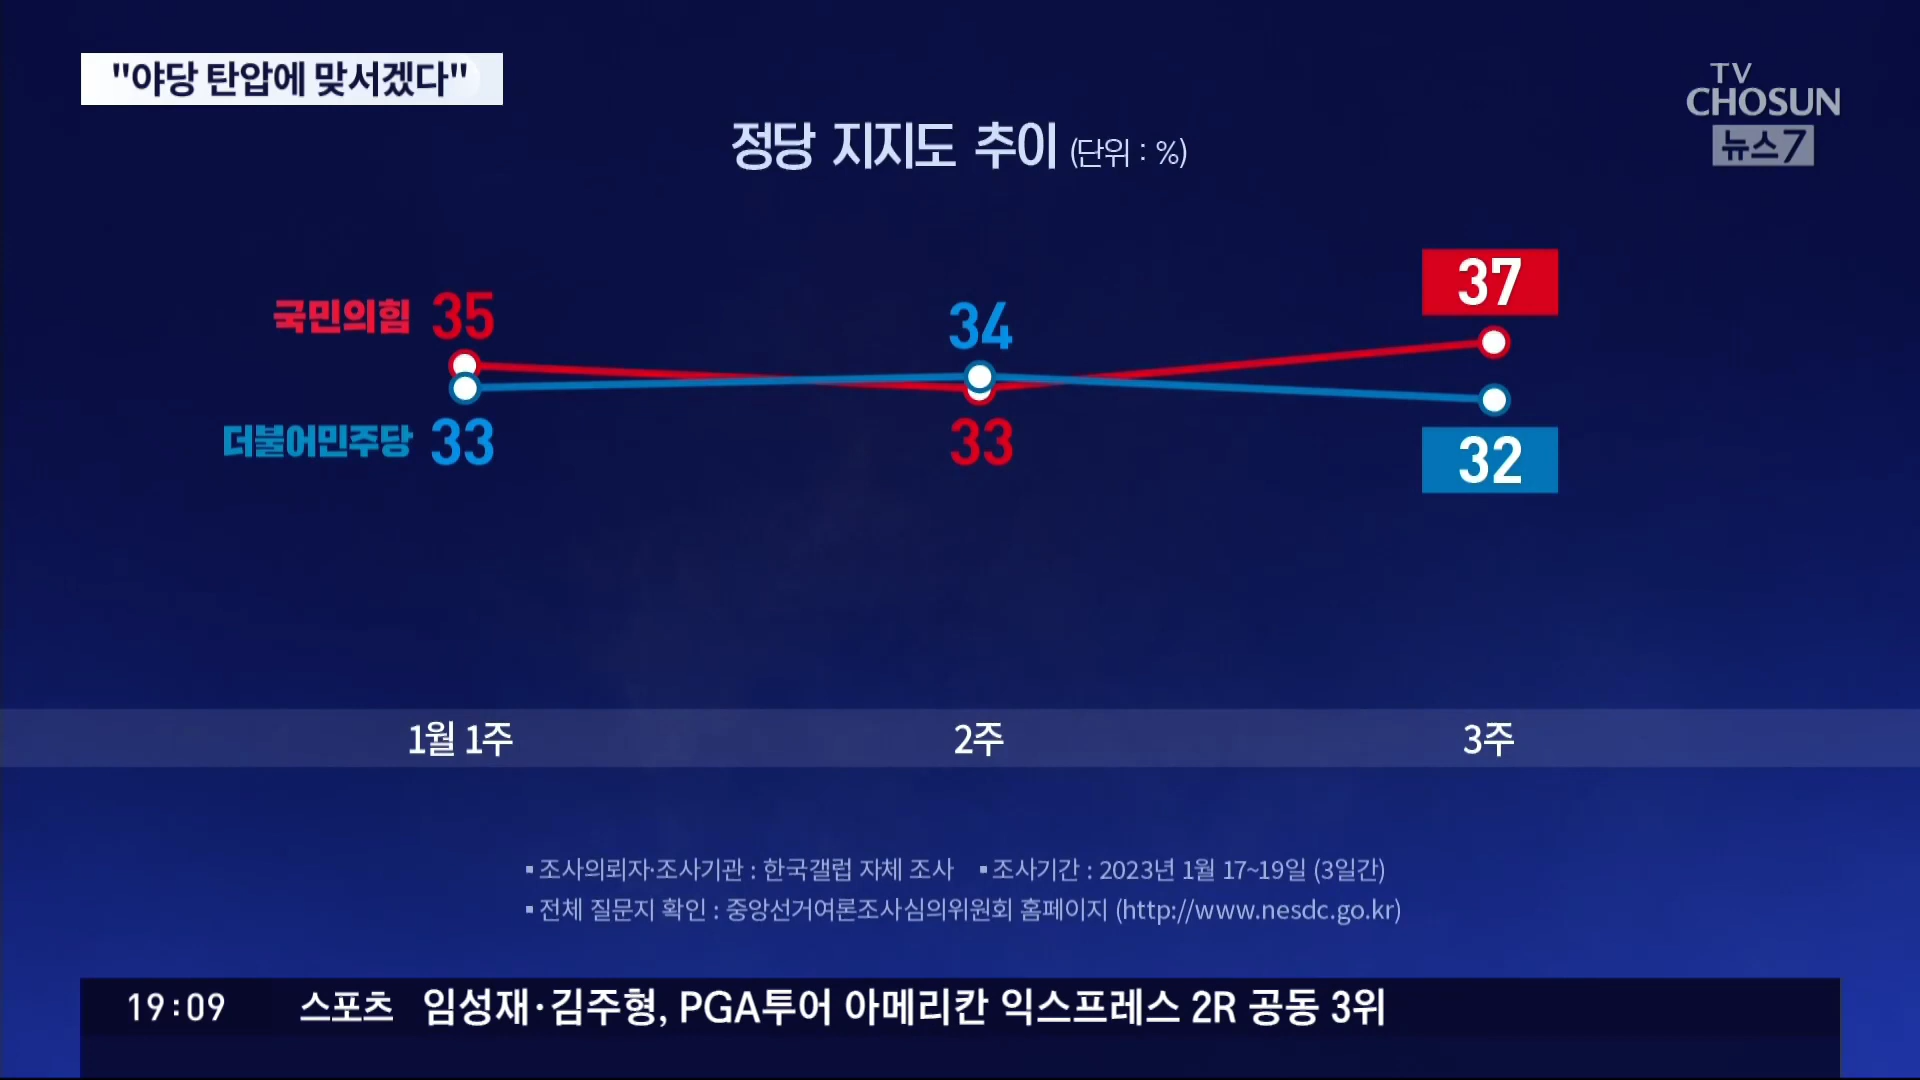 "야당 탄압에 맞서겠다"
TV
CHOSUN
뉴스7
정당 지지도 추이 (단위 : %)
37
국민의힘 35
34
더불어민주당 33
33
32
1월 1주 2주 3주
▪조사의뢰자·조사기관 : 한국갤럽 자체 조사 ▪조사기간 : 2023년 1월 17~19일 (3일간)
▪전체 질문지 확인 : 중앙선거여론조사심의위원회 홈페이지 (http://www.nesdc.go.kr)
19:09 스포츠 임성재·김주형, PGA투어 아메리칸 익스프레스 2R 공동 3위